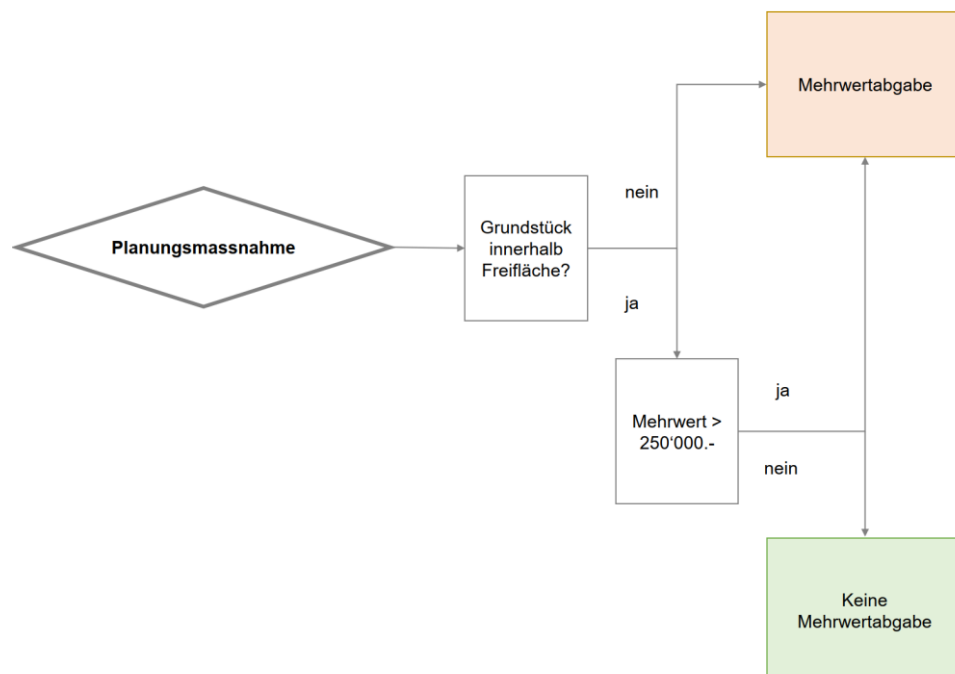 Mehrwertabgabe
nein
Planungsmassnahme
Grundstück
innerhalb
Freifläche?
ja
Mehrwert >
250‘000.-
ja
nein
Keine
Mehrwertabgabe